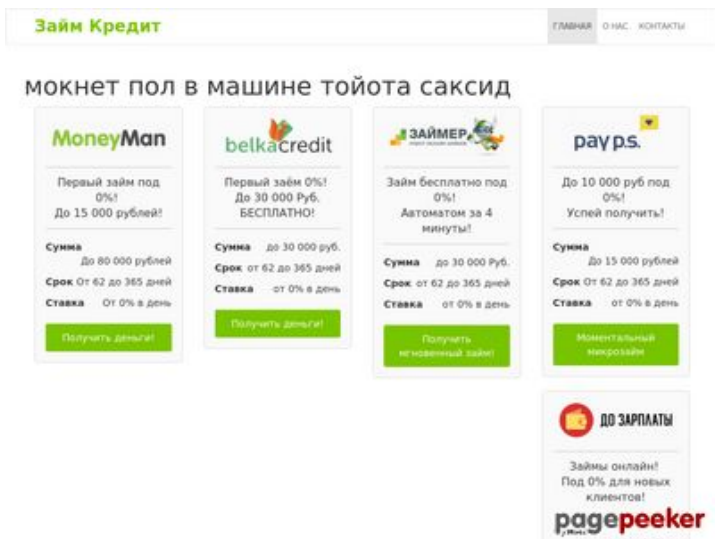 Займ Кредит
ГЛАВНАЯ О НАС КОНТАКТЫ
мокнет пол в машине тойота саксид
MoneyMan
Первый займ под
0%!
До 15 000 рублей!
Сумма
До 80 000 рублей
Срок От 62 до 365 дней
Ставка От 0% в день
Получить деньги!
belkacredit
Первый заём 0%!
До 30 000 Руб.
БЕСПЛАТНО!
Сумма до 30 000 руб.
Срок от 62 до 365 дней
Ставка от 0% в день
Получить деньги!
ЗАЙМЕР
Займ бесплатно под
0%!
Автоматом за 4
минуты!
Сумма до 30 000 Руб.
Срок от 62 до 365 дней
Ставка от 0% в день
Получить
мгновенный займ!
pay p.s.
До 10 000 руб под
0%!
Успей получить!
Сумма
До 15 000 рублей
Срок От 62 до 365 дней
Ставка от 0% в день
Моментальный
микрозайм
ДО ЗАРПЛАТЫ
Займы онлайн!
Под 0% для новых
клиентов!
pagepeeker